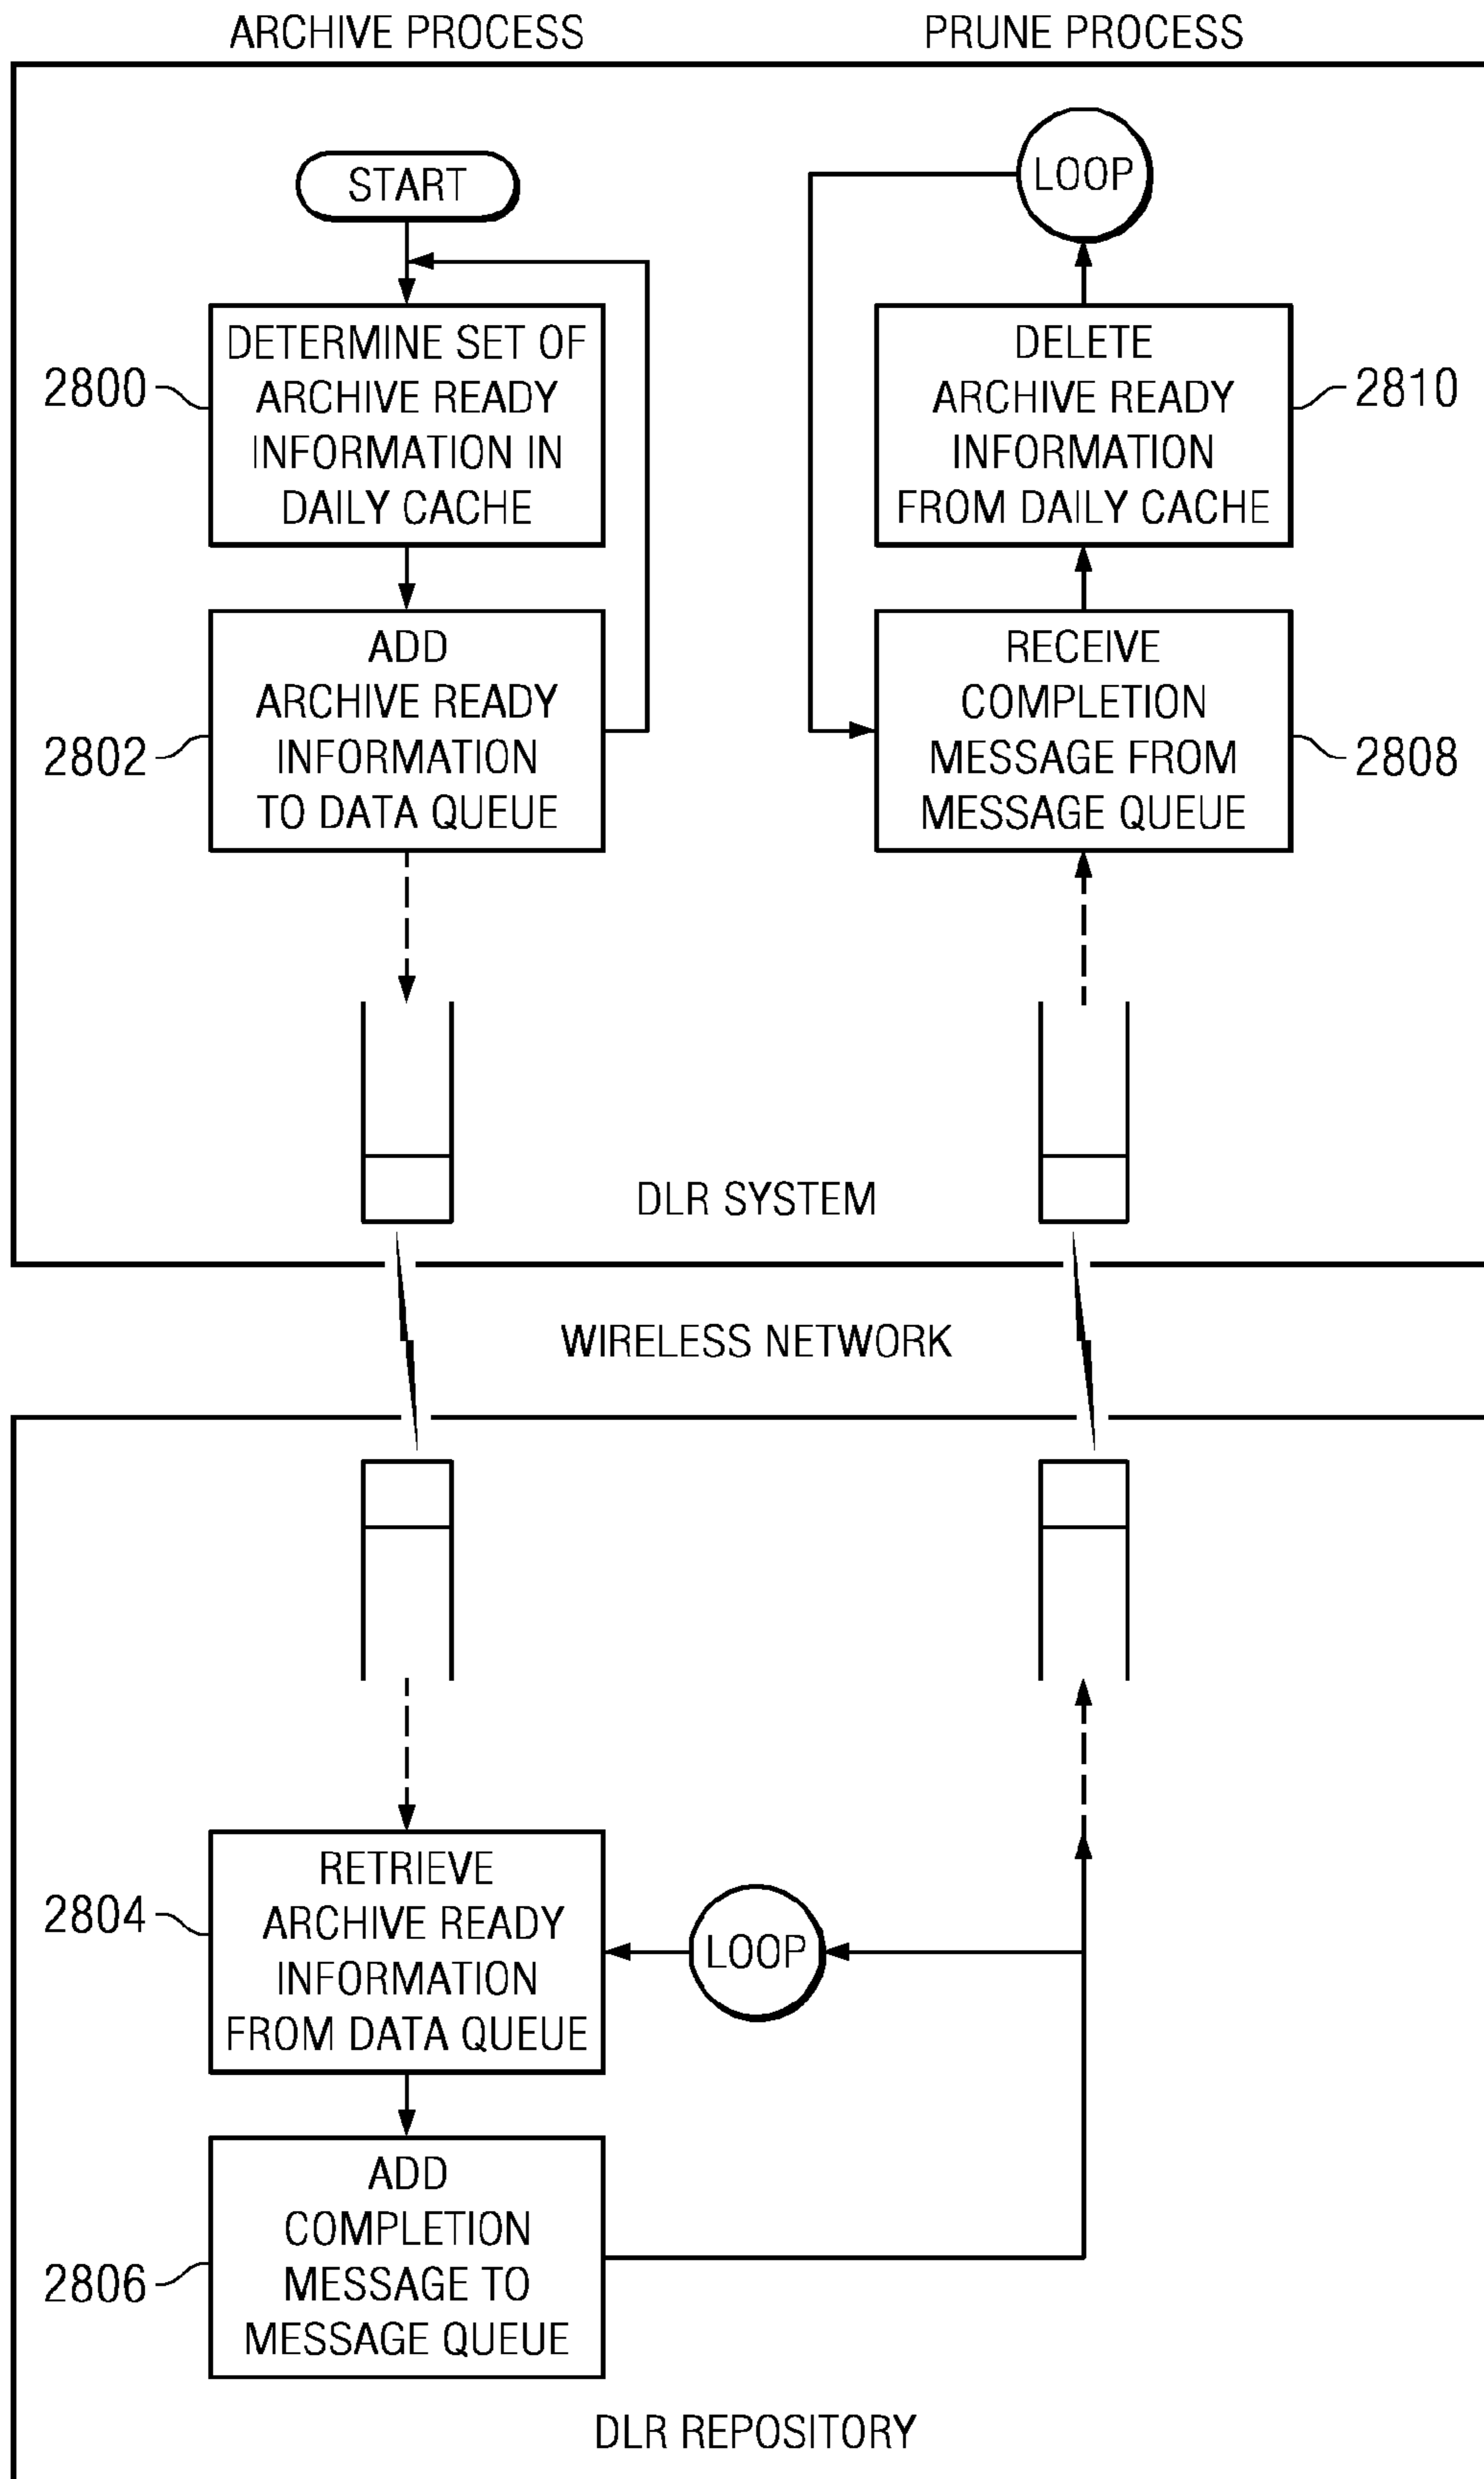 ARCHIVE PROCESS
PRUNE PROCESS
START
LOOP
2800
DETERMINE SET OF
ARCHIVE READY
INFORMATION IN
DAILY CACHE
DELETE
ARCHIVE READY
INFORMATION
FROM DAILY CACHE
2810
2802
ADD
ARCHIVE READY
INFORMATION
TO DATA QUEUE
RECEIVE
COMPLETION
MESSAGE FROM
MESSAGE QUEUE
2808
DLR SYSTEM
WIRELESS NETWORK
2804
RETRIEVE
ARCHIVE READY
INFORMATION
FROM DATA QUEUE
LOOP
2806
ADD
COMPLETION
MESSAGE TO
MESSAGE QUEUE
DLR REPOSITORY